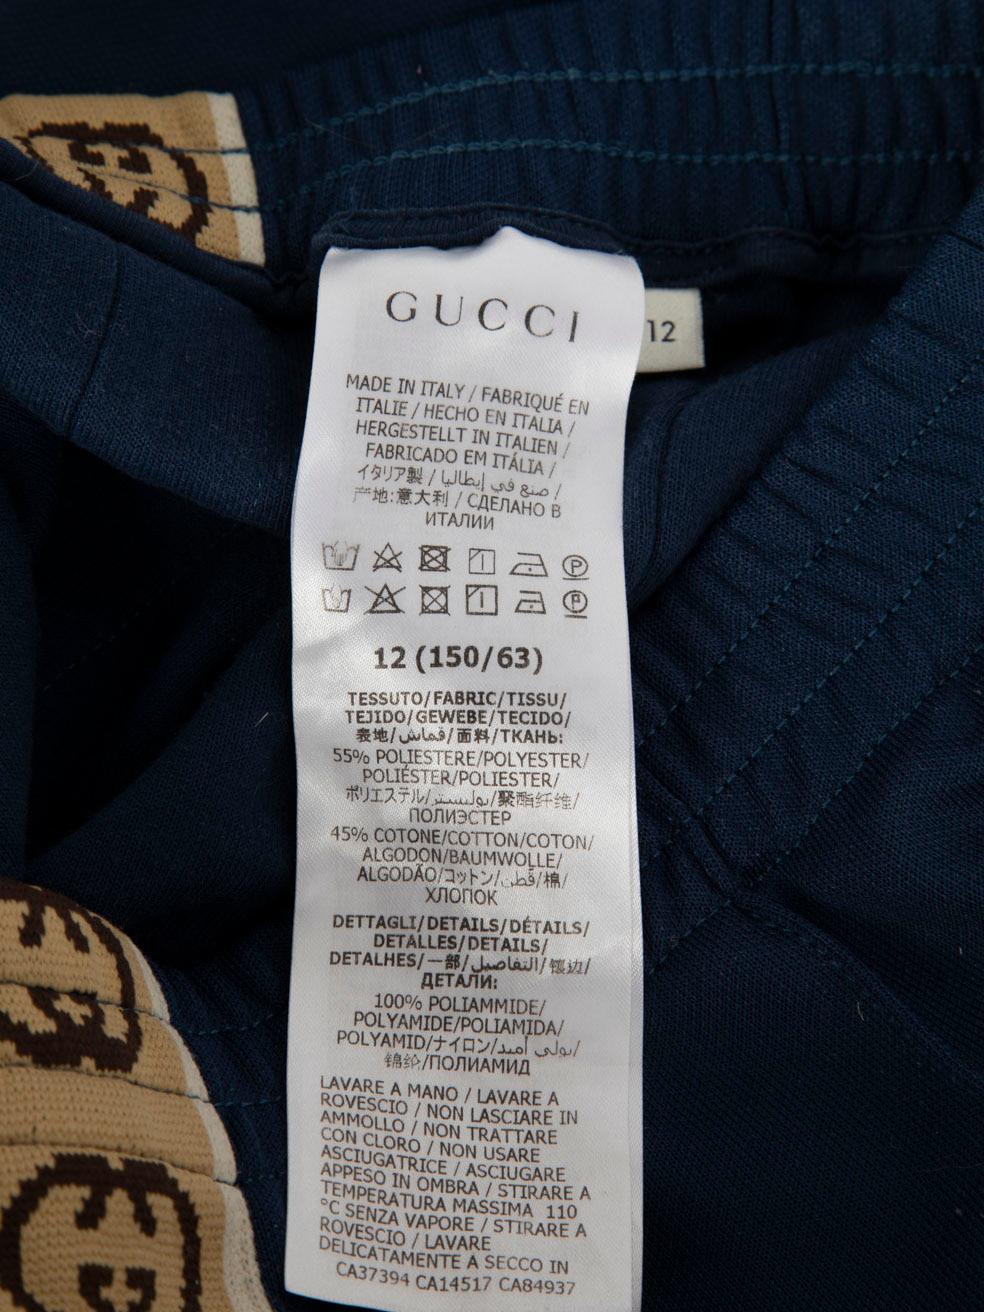 GUCCI
12
MADE IN ITALY / FABRIQUÉ EN
ITALIE / HECHO EN ITALIA /
HERGESTELLT IN ITALIEN /
FABRICADO EM ITÁLIA /
イタリア製 / صنع في إيطاليا /
产地:意大利 / СДЕЛАНО В
ИТАЛИИ
P
P
12 (150/63)
TESSUTO/FABRIC/TISSU/
TEJIDO/GEWEBE/TECIDO/
表地/قماش/面料/ТКАНЬ:
55% POLIESTERE/POLYESTER/
POLIÉSTER/POLIESTER/
ポリエステル/بوليستر/聚酯纤维/
ПОЛИЭСТЕР
45% COTONE/COTTON/COTON/
ALGODON/BAUMWOLLE/
ALGODÃO/コットン/قطن/棉/
ХЛОПОК
DETTAGLI/DETAILS/DÉTAILS/
DETALLES/DETAILS/
DETALHES/一部/التفاصيل/镶边/
ДЕТАЛИ:
100% POLIAMMIDE/
POLYAMIDE/POLIAMIDA/
POLYAMID/ナイロン/بولي أميد/
锦纶/ПОЛИАМИД
LAVARE A MANO / LAVARE A
ROVESCIO / NON LASCIARE IN
AMMOLLO / NON TRATTARE
CON CLORO / NON USARE
ASCIUGATRICE / ASCIUGARE
APPESO IN OMBRA / STIRARE A
TEMPERATURA MASSIMA 110
°C SENZA VAPORE / STIRARE A
ROVESCIO / LAVARE
DELICATAMENTE A SECCO IN
CA37394 CA14517 CA84937